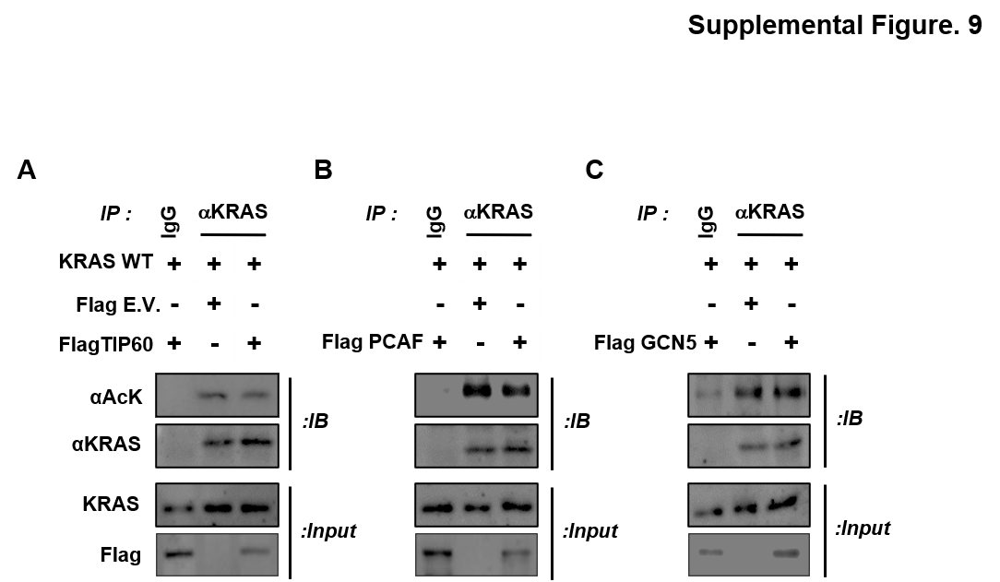 Supplemental Figure. 9
A B C
IP : IgG αKRAS IP : IgG αKRAS IP : IgG αKRAS
KRAS WT + + + + + + + + +
Flag E.V. - + - - + - - + -
FlagTIP60 + - + Flag PCAF + - + Flag GCN5 + - +
αAcK
:IB :IB :IB
αKRAS
KRAS
:Input :Input :Input
Flag